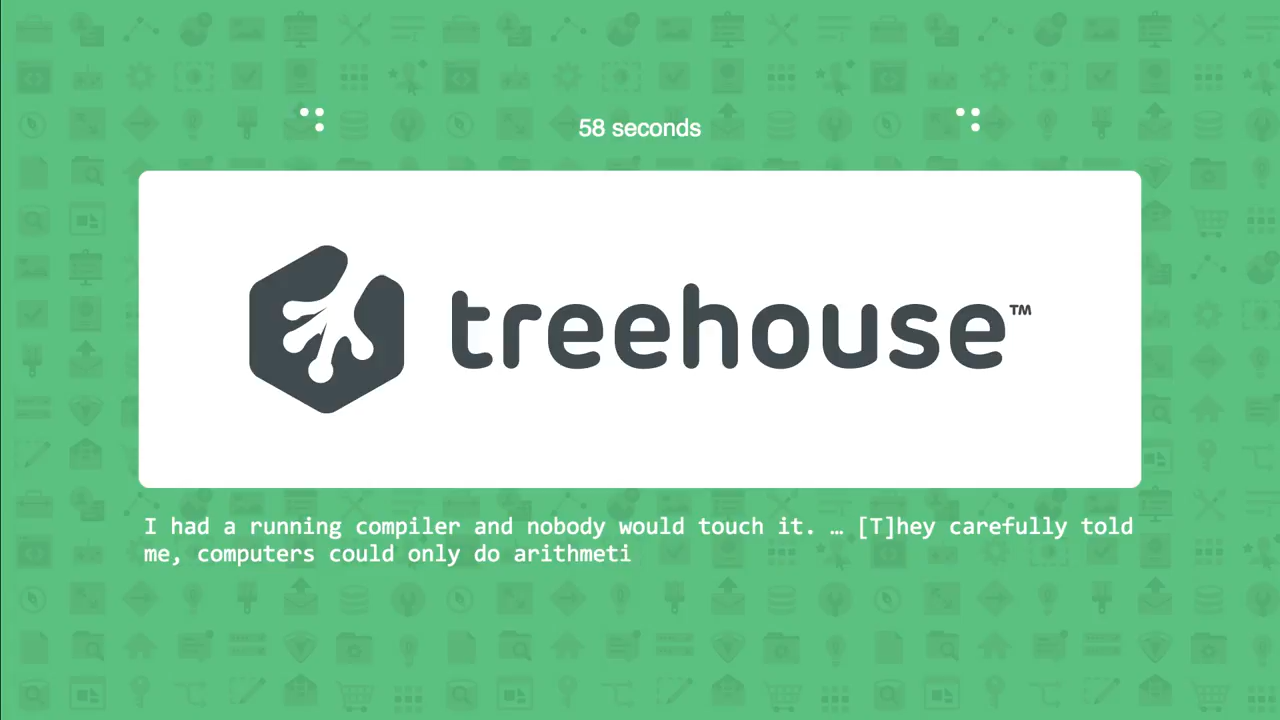 58 seconds
treehouse™
I had a running compiler and nobody would touch it. … [T]hey carefully told
me, computers could only do arithmeti